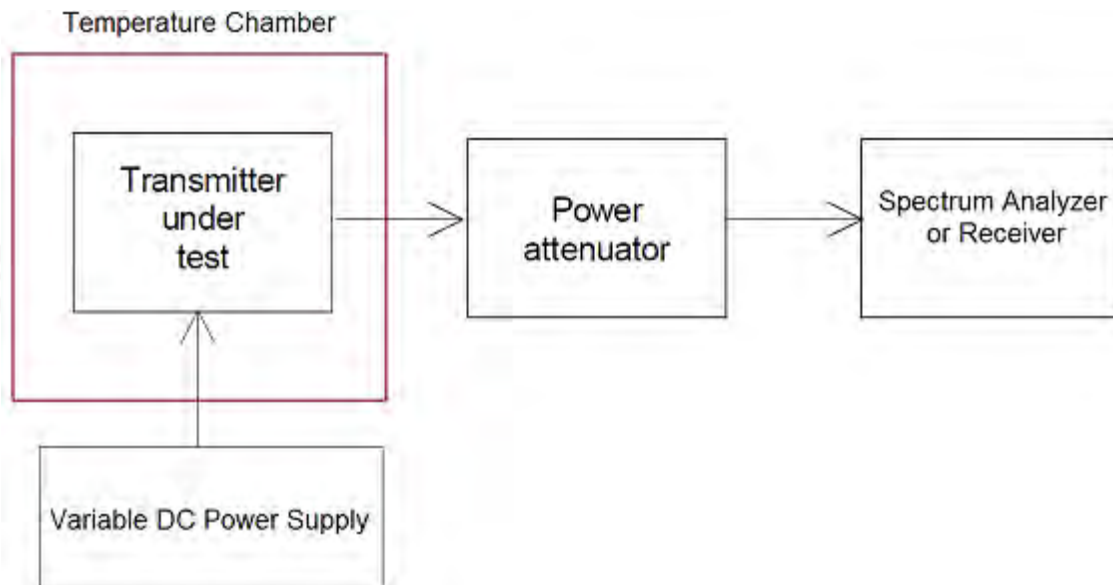 Temperature Chamber
Transmitter
under
test
Power
attenuator
Spectrum Analyzer
or Receiver
Variable DC Power Supply